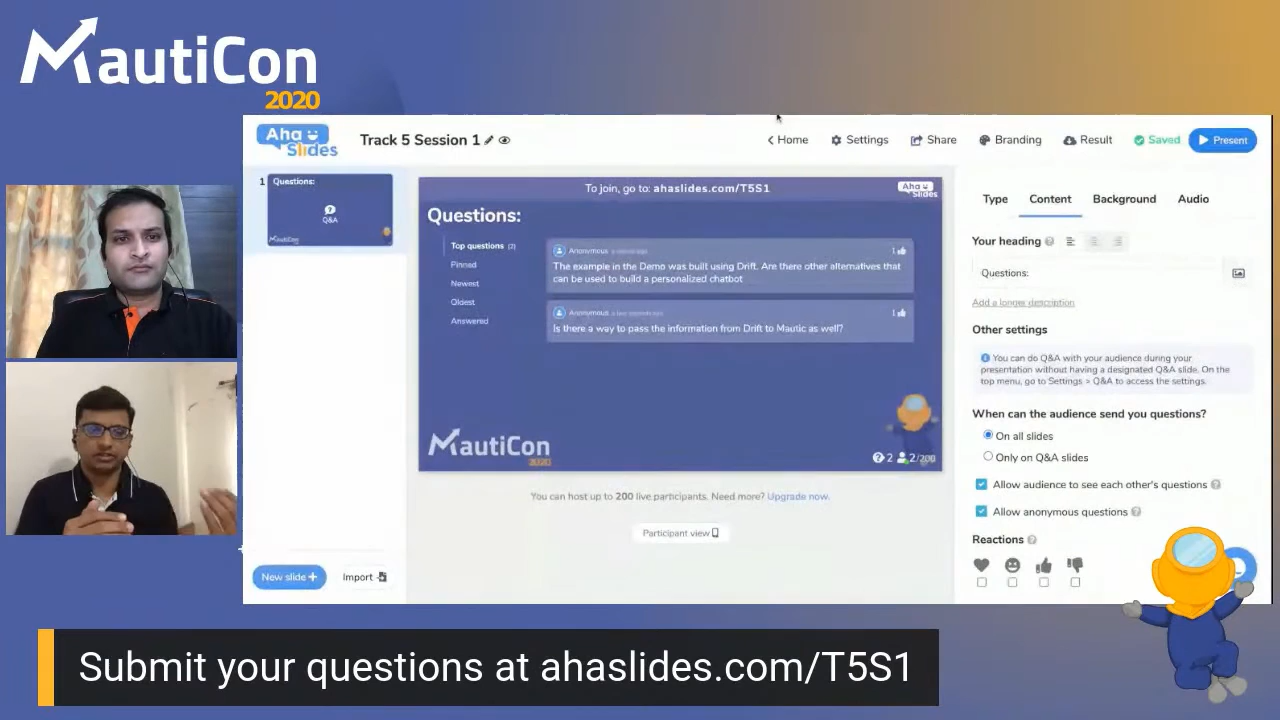 MautiCon
2020
Aha
Slides
Track 5 Session 1
Home
Settings
Share
Branding
Result
Saved
Present
1
Questions:
Q&A
MautiCon
To join, go to: ahaslides.com/T5S1
Aha
Slides
Questions:
Top questions (2)
Pinned
Newest
Oldest
Answered
Anonymous
1
The example in the Demo was built using Drift. Are there other alternatives that
can be used to build a personalized chatbot
Anonymous
1
Is there a way to pass the information from Drift to Mautic as well?
MautiCon
2020
2 2/200
You can host up to 200 live participants. Need more? Upgrade now.
Participant view
New slide +
Import
Type
Content
Background
Audio
Your heading
Questions:
Add a longer description
Other settings
You can do Q&A with your audience during your
presentation without having a designated Q&A slide. On the
top menu, go to Settings > Q&A to access the settings.
When can the audience send you questions?
On all slides
Only on Q&A slides
Allow audience to see each other's questions
Allow anonymous questions
Reactions
Submit your questions at ahaslides.com/T5S1